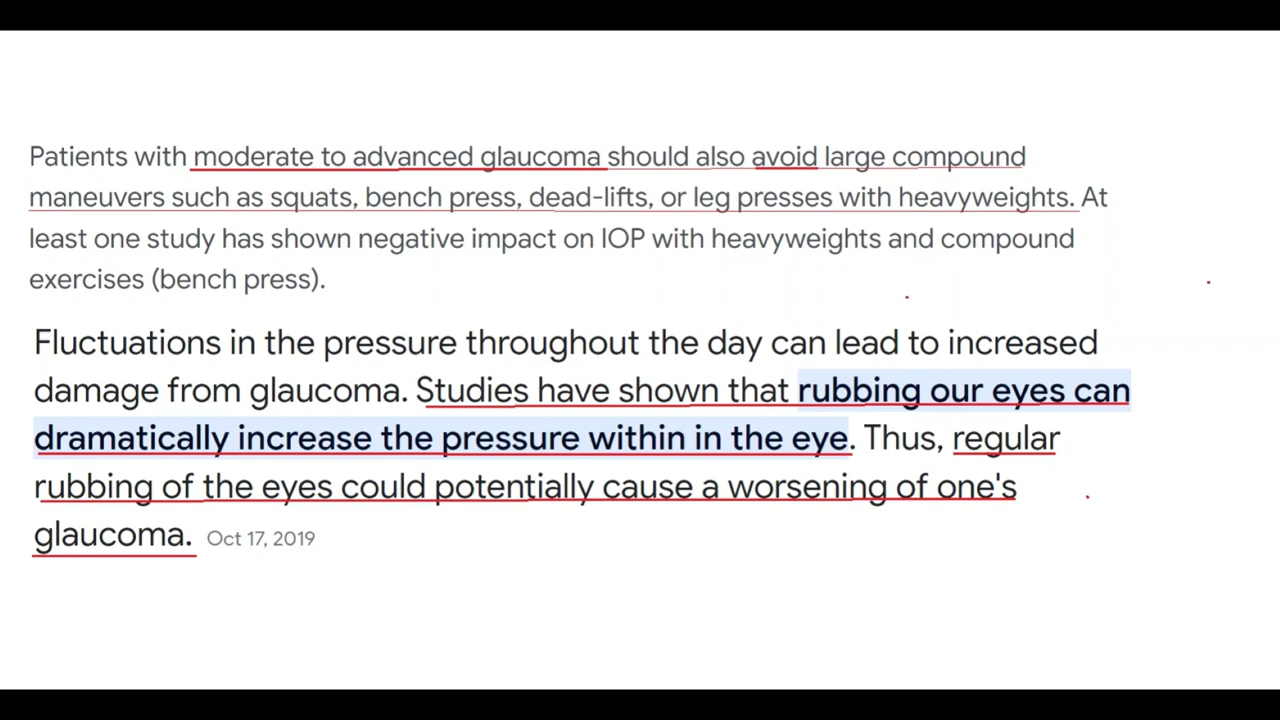 Patients with moderate to advanced glaucoma should also avoid large compound
maneuvers such as squats, bench press, dead-lifts, or leg presses with heavyweights. At
least one study has shown negative impact on IOP with heavyweights and compound
exercises (bench press).
Fluctuations in the pressure throughout the day can lead to increased
damage from glaucoma. Studies have shown that rubbing our eyes can
dramatically increase the pressure within in the eye. Thus, regular
rubbing of the eyes could potentially cause a worsening of one's
glaucoma. Oct 17, 2019